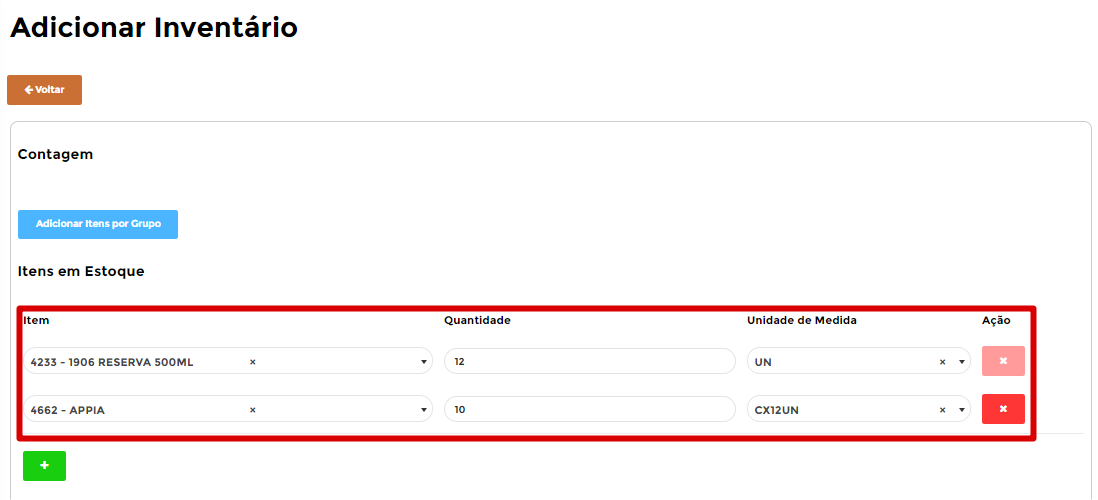 Adicionar Inventário
Voltar
Contagem
Adicionar Itens por Grupo
Itens em Estoque
Item Quantidade Unidade de Medida Ação
4233 - 1906 RESERVA 500ML × 12 UN ×
4662 - APPIA × 10 CX12UN ×